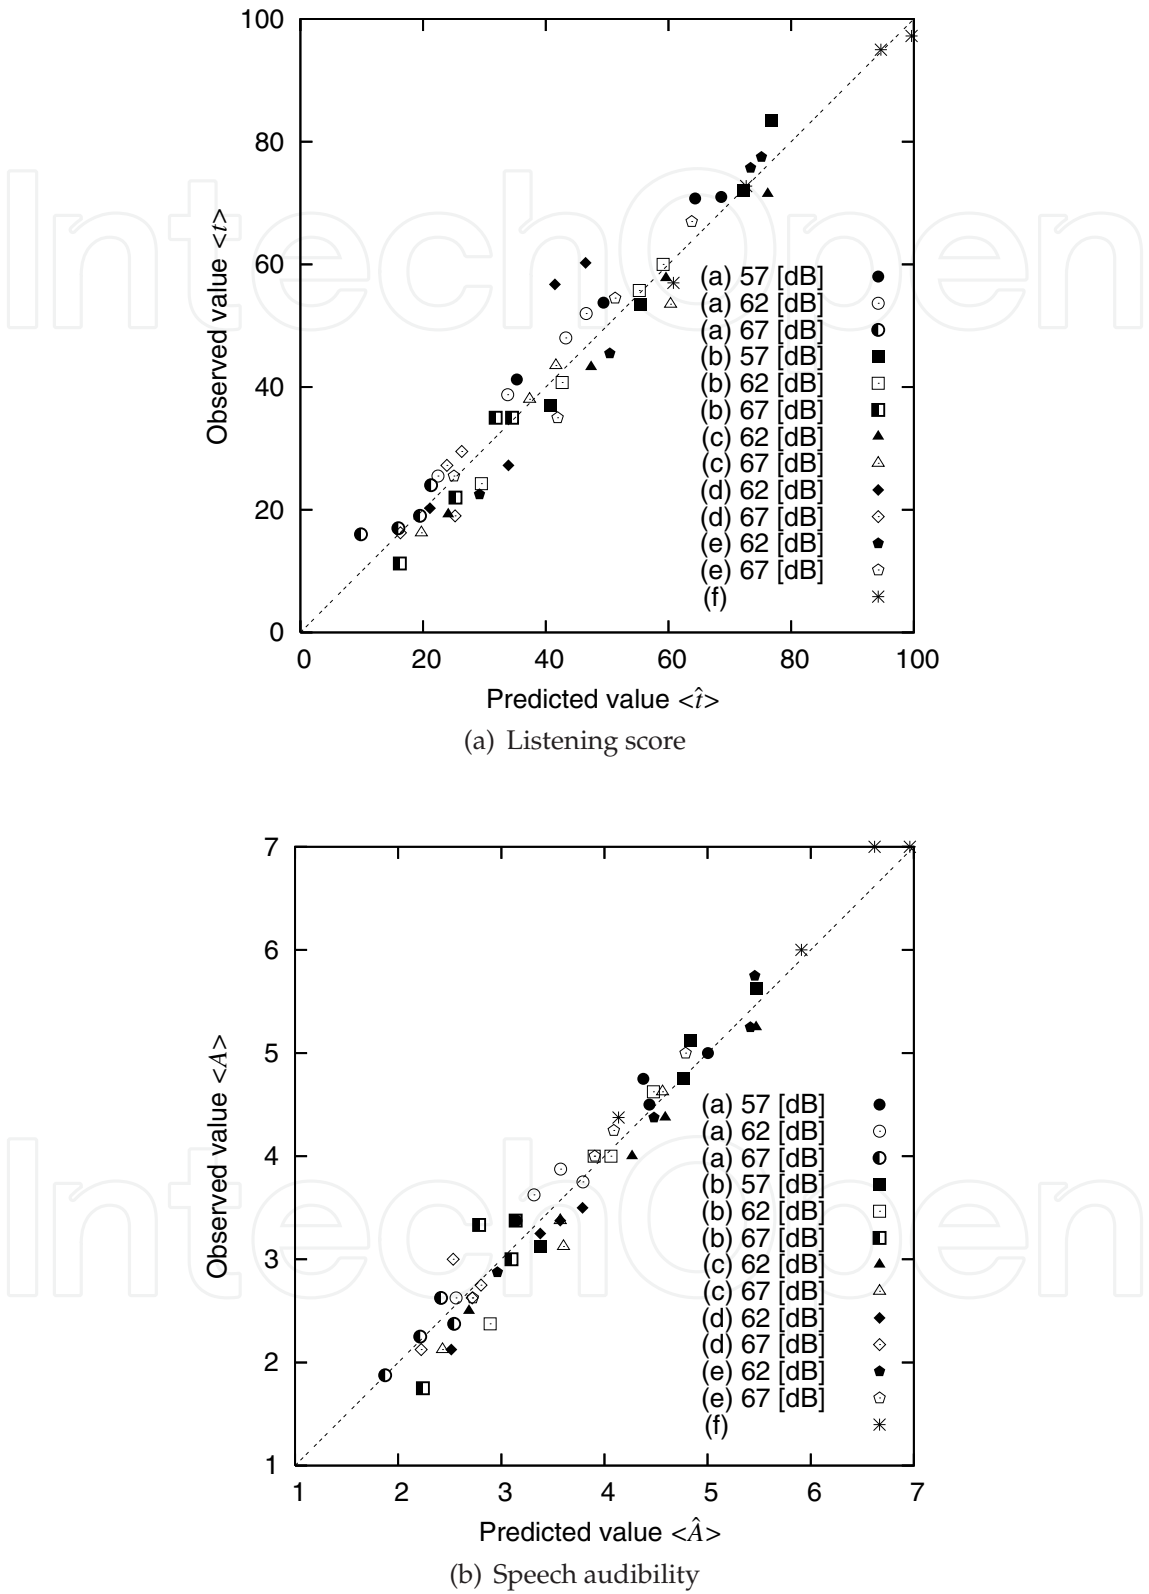 100
80
60
40
20
0
Observed value <t>
(a) 57 [dB]
(a) 62 [dB]
(a) 67 [dB]
(b) 57 [dB]
(b) 62 [dB]
(b) 67 [dB]
(c) 62 [dB]
(c) 67 [dB]
(d) 62 [dB]
(d) 67 [dB]
(e) 62 [dB]
(e) 67 [dB]
(f)
0 20 40 60 80 100
Predicted value <t̂>
(a) Listening score
IntechOpen
7
6
5
4
3
2
1
Observed value <A>
(a) 57 [dB]
(a) 62 [dB]
(a) 67 [dB]
(b) 57 [dB]
(b) 62 [dB]
(b) 67 [dB]
(c) 62 [dB]
(c) 67 [dB]
(d) 62 [dB]
(d) 67 [dB]
(e) 62 [dB]
(e) 67 [dB]
(f)
1 2 3 4 5 6 7
Predicted value <Â>
(b) Speech audibility
IntechOpen